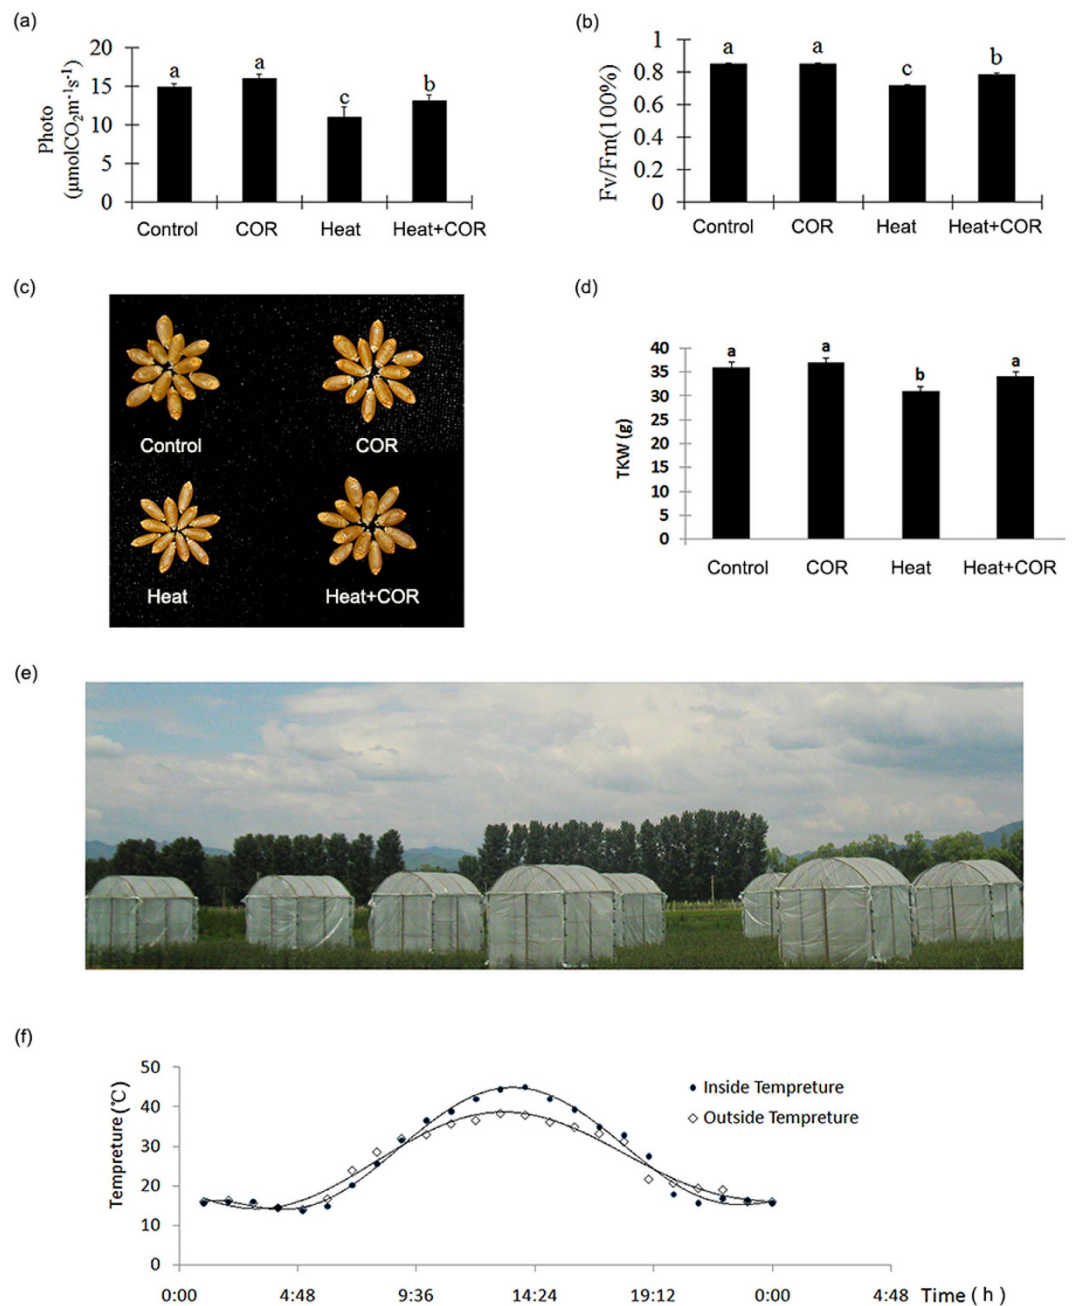 (a)
20
15
10
5
0
Photo
(μmolCO₂m⁻¹s⁻¹)
a
a
c
b
Control COR Heat Heat+COR
(b)
1
0.8
0.6
0.4
0.2
0
Fv/Fm(100%)
a
a
c
b
Control COR Heat Heat+COR
(c)
Control COR
Heat Heat+COR
(d)
40
35
30
25
20
15
10
5
0
TKW (g)
a
a
b
a
Control COR Heat Heat+COR
(e)
(f)
50
40
30
20
10
0
Tempreture(℃)
Inside Tempreture
Outside Tempreture
0:00 4:48 9:36 14:24 19:12 0:00 4:48 Time ( h )